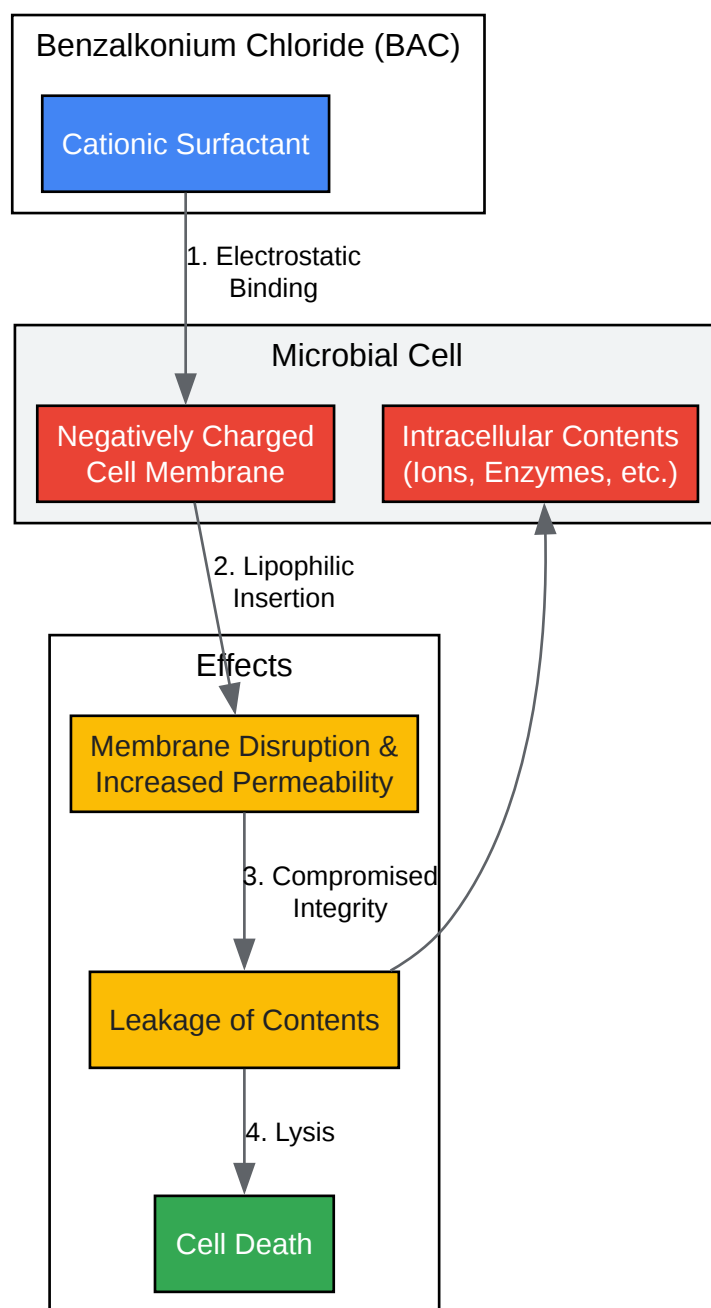 Benzalkonium Chloride (BAC)
Cationic Surfactant
1. Electrostatic
Binding
Microbial Cell
Negatively Charged
Cell Membrane
Intracellular Contents
(Ions, Enzymes, etc.)
2. Lipophilic
Insertion
Effects
Membrane Disruption &
Increased Permeability
3. Compromised
Integrity
Leakage of Contents
4. Lysis
Cell Death